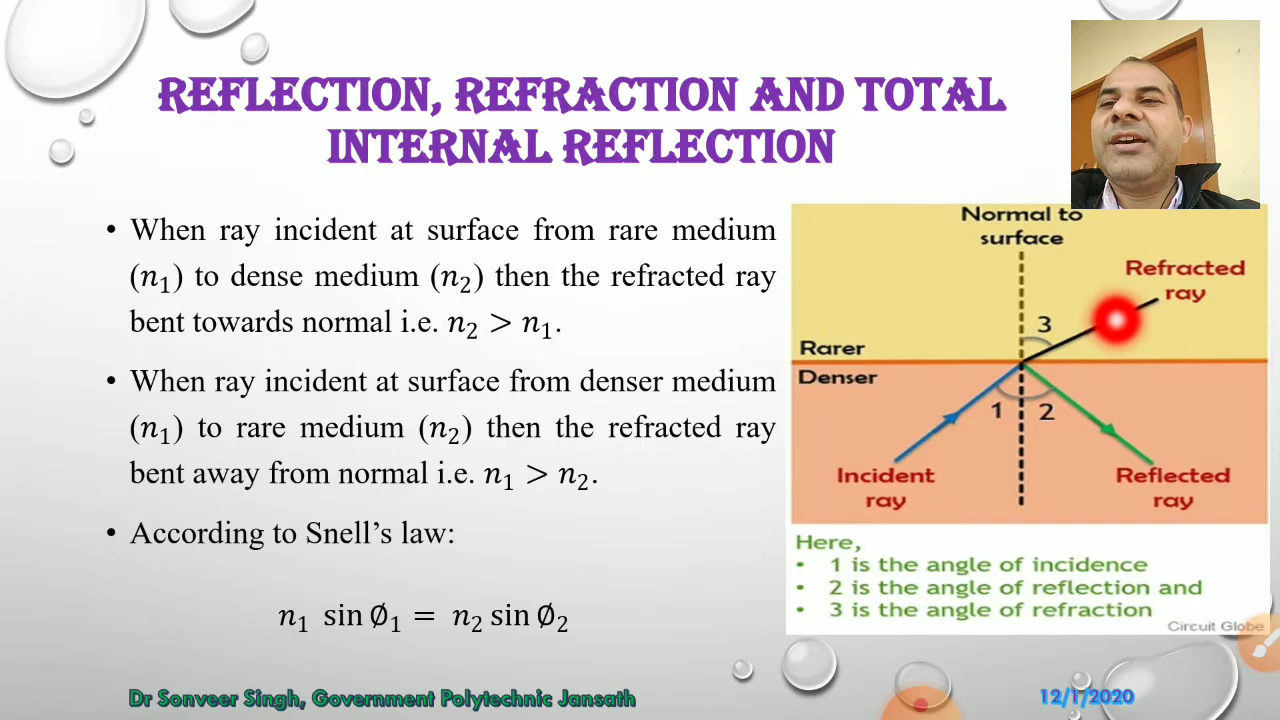 REFLECTION, REFRACTION AND TOTAL
INTERNAL REFLECTION
• When ray incident at surface from rare medium
(n₁) to dense medium (n₂) then the refracted ray
bent towards normal i.e. n₂ > n₁.
• When ray incident at surface from denser medium
(n₁) to rare medium (n₂) then the refracted ray
bent away from normal i.e. n₁ > n₂.
• According to Snell’s law:
n₁ sin ∅₁ = n₂ sin ∅₂
Normal to
surface
Refracted
ray
3
Rarer
Denser
1
2
Incident
ray
Reflected
ray
Here,
• 1 is the angle of incidence
• 2 is the angle of reflection and
• 3 is the angle of refraction
Circuit Globe
Dr Sonveer Singh, Government Polytechnic Jansath
12/1/2020